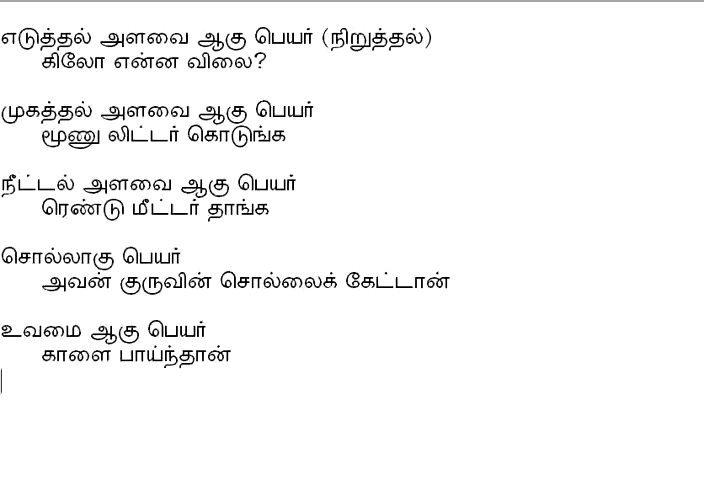 எடுத்தல் அளவை ஆகு பெயர் (நிறுத்தல்)
கிலோ என்ன விலை?
முகத்தல் அளவை ஆகு பெயர்
மூணு லிட்டர் கொடுங்க
நீட்டல் அளவை ஆகு பெயர்
ரெண்டு மீட்டர் தாங்க
சொல்லாகு பெயர்
அவன் குருவின் சொல்லைக் கேட்டான்
உவமை ஆகு பெயர்
காளை பாய்ந்தான்